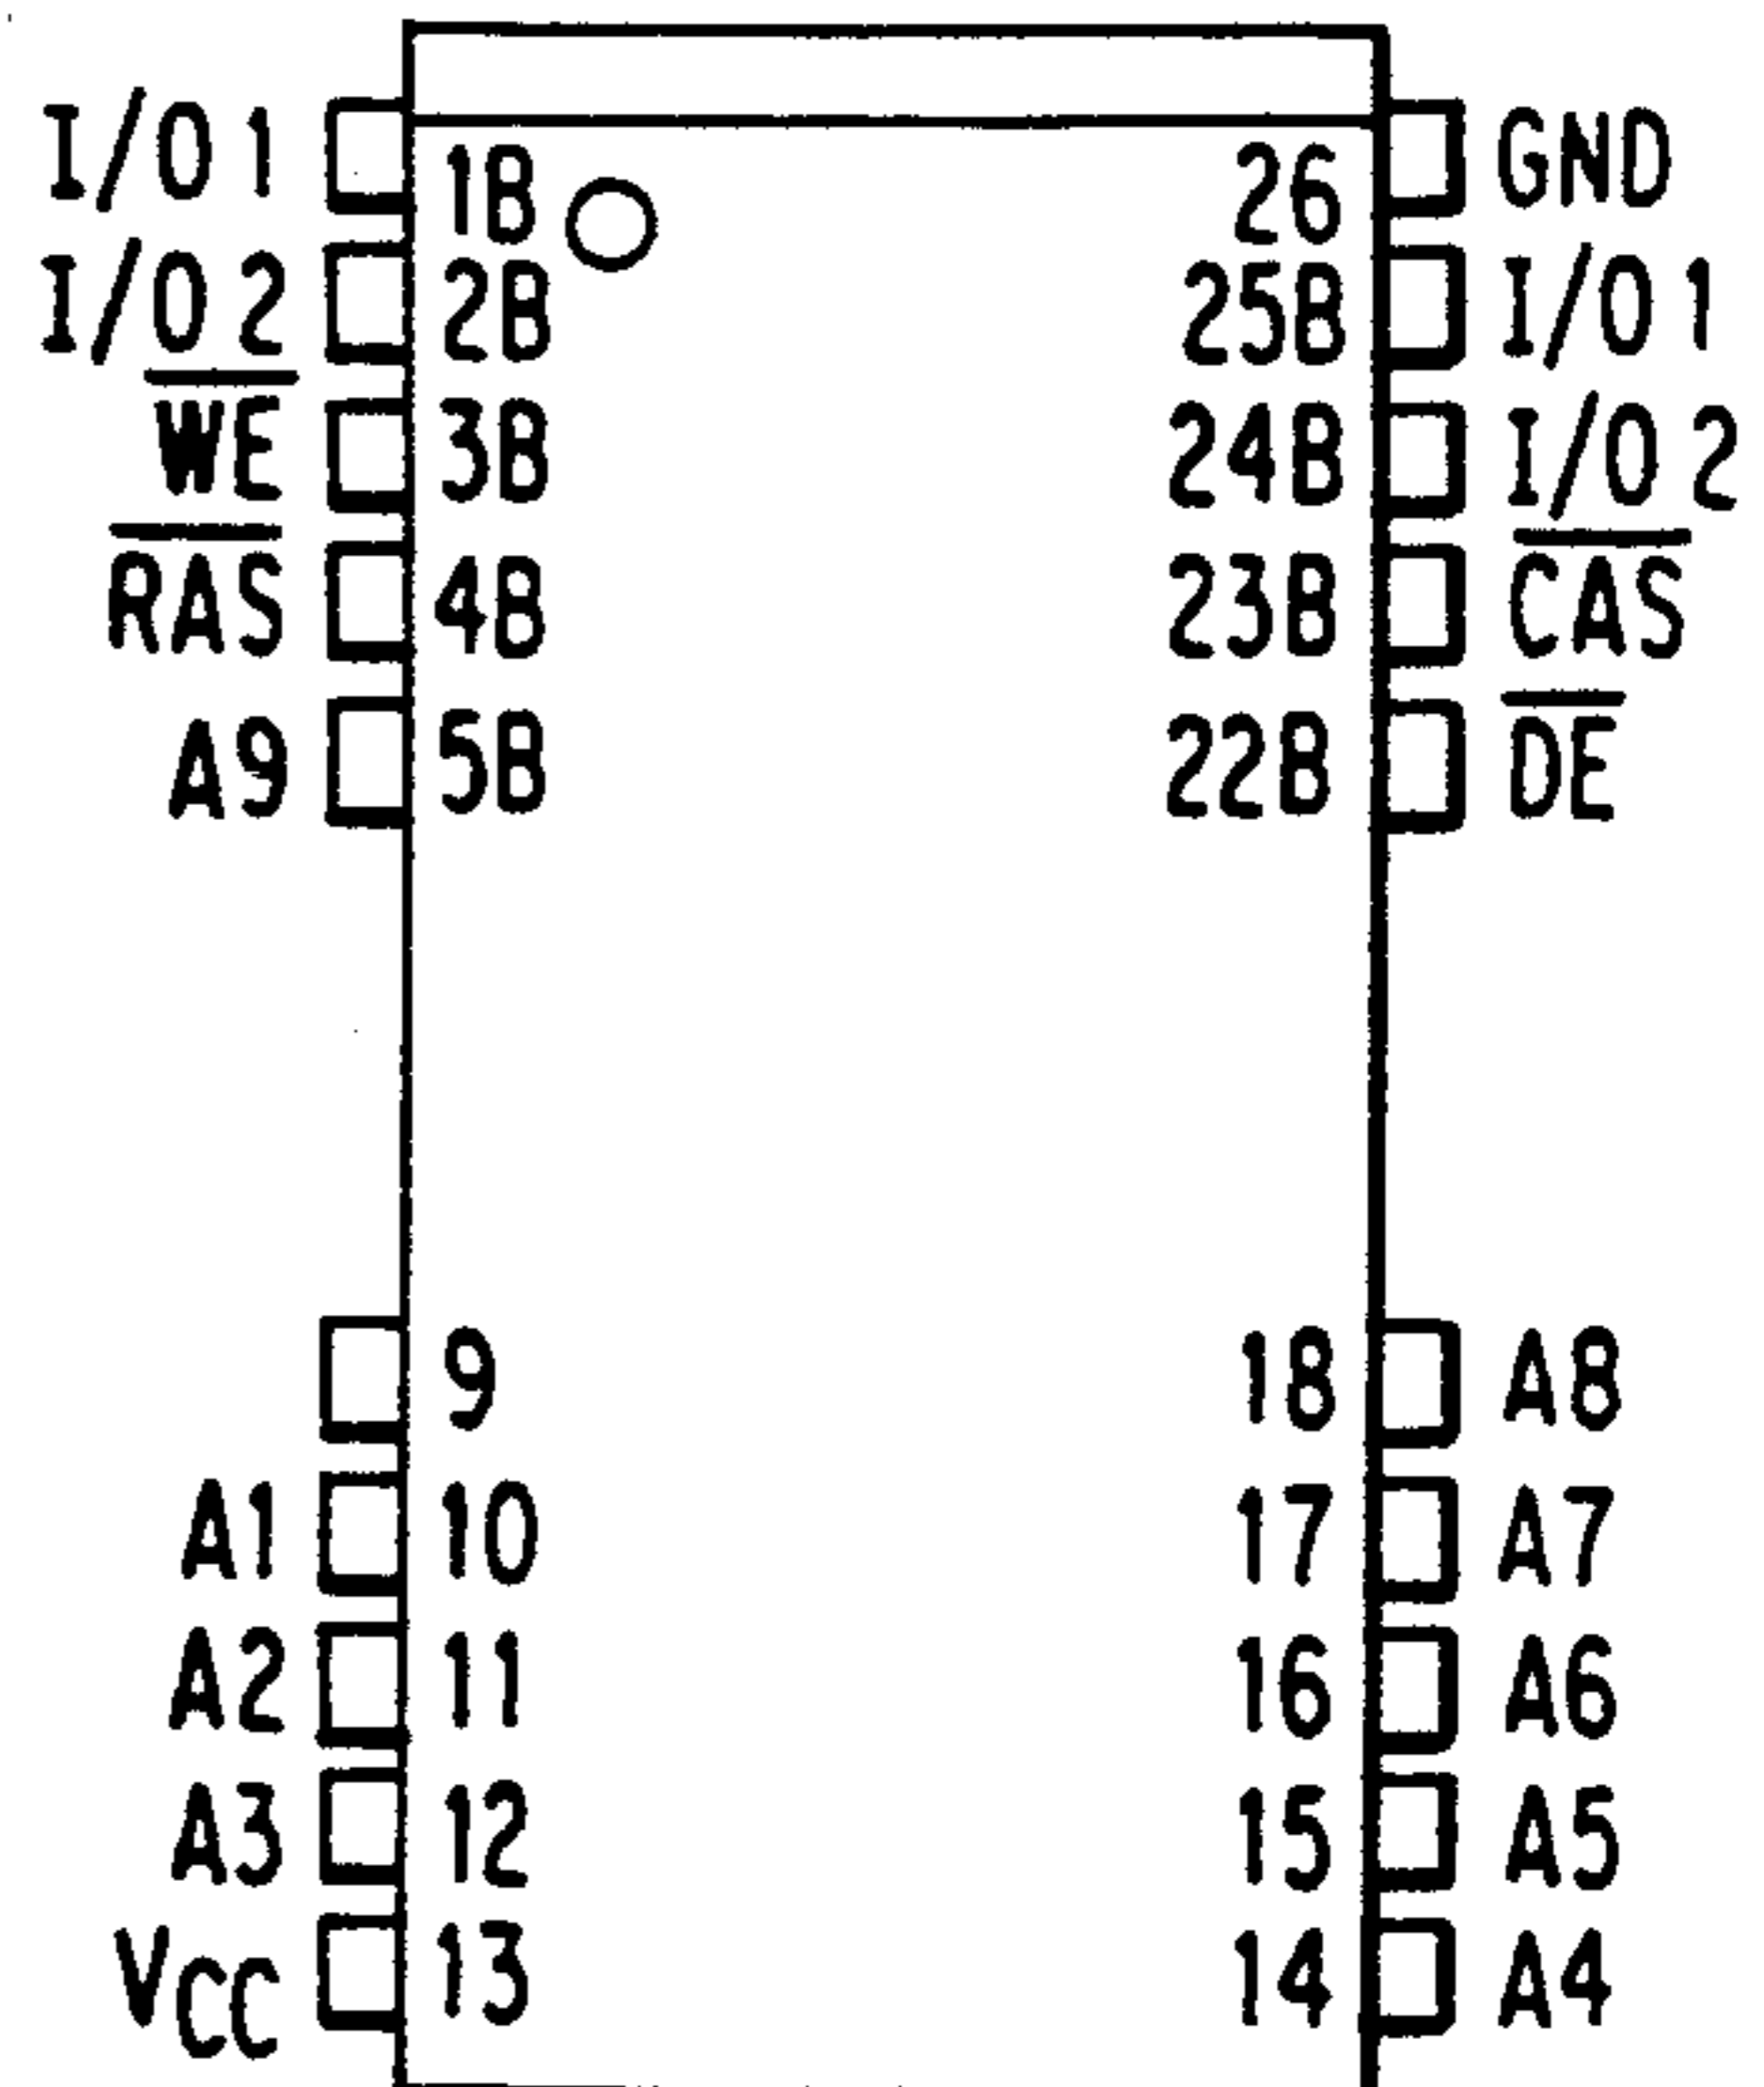 I/O 1 1B 26 GND
I/O 2 2B 25B I/O 1
WE 3B 24B I/O 2
RAS 4B 23B CAS
A9 5B 22B DE
9 18 A8
A1 10 17 A7
A2 11 16 A6
A3 12 15 A5
VCC 13 14 A4